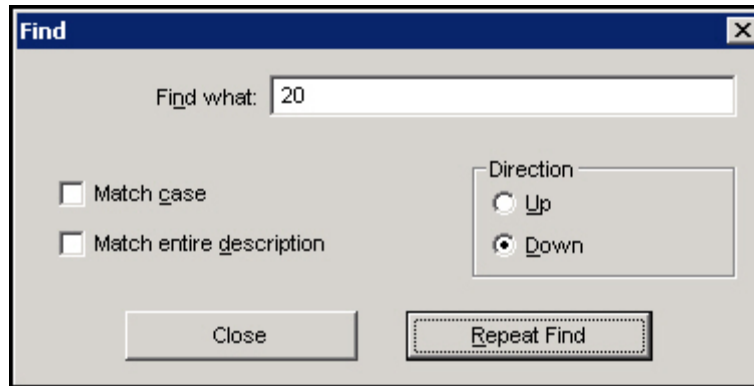 Find
Find what: 20
Direction
Match case
Up
Match entire description
Down
Close
Repeat Find